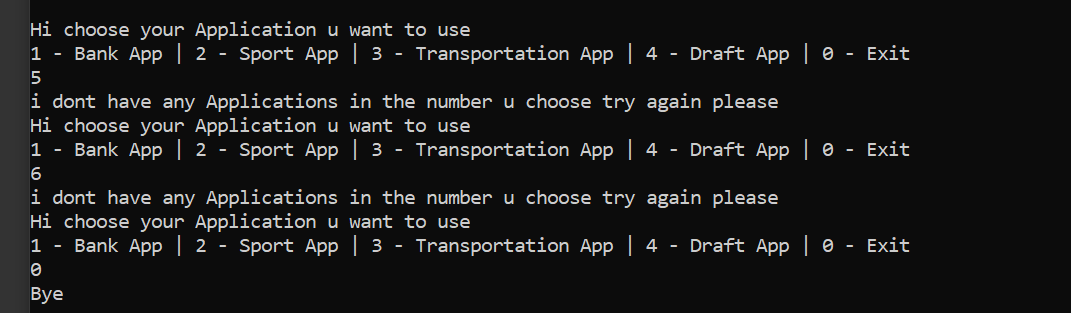 Hi choose your Application u want to use
1 - Bank App | 2 - Sport App | 3 - Transportation App | 4 - Draft App | 0 - Exit
5
i dont have any Applications in the number u choose try again please
Hi choose your Application u want to use
1 - Bank App | 2 - Sport App | 3 - Transportation App | 4 - Draft App | 0 - Exit
6
i dont have any Applications in the number u choose try again please
Hi choose your Application u want to use
1 - Bank App | 2 - Sport App | 3 - Transportation App | 4 - Draft App | 0 - Exit
0
Bye